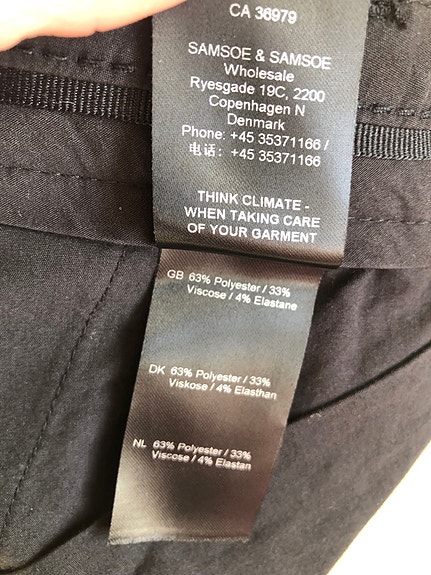 CA 36979
SAMSOE & SAMSOE
Wholesale
Ryesgade 19C, 2200
Copenhagen N
Denmark
Phone: +45 35371166 /
电话: +45 35371166
THINK CLIMATE -
WHEN TAKING CARE
OF YOUR GARMENT
GB 63% Polyester / 33%
Viscose / 4% Elastane
DK 63% Polyester / 33%
Viskose / 4% Elasthan
NL 63% Polyester / 33%
Viscose / 4% Elastan